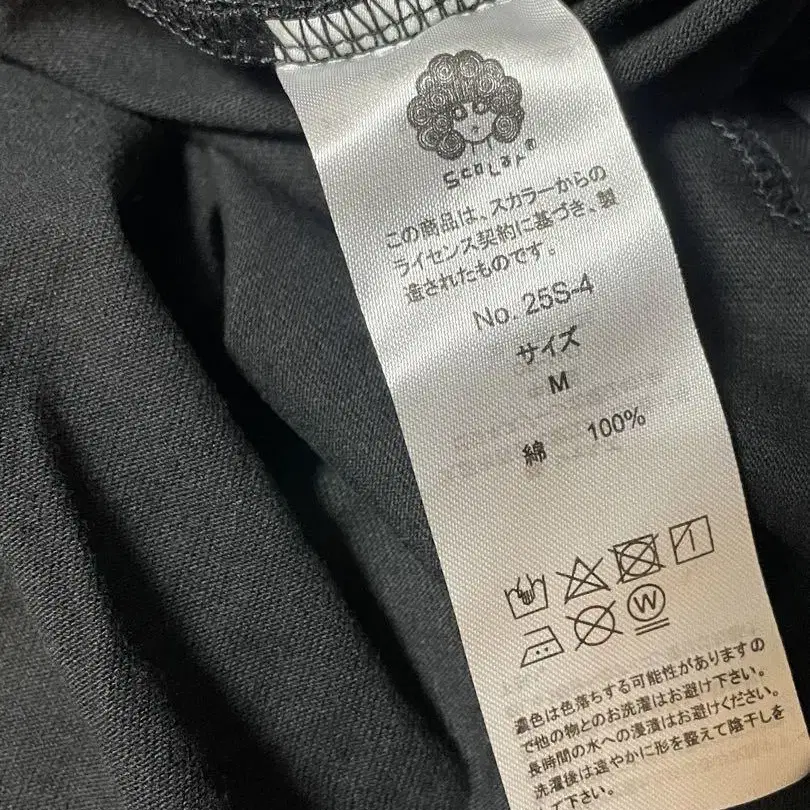 ScoLar
この商品は、スカラーからの
ライセンス契約に基づき、製
造されたものです。
No. 25S-4
サイズ
M
綿 100%
W
濃色は色落ちする可能性がありますの
で他の物とのお洗濯はお避け下さい。
長時間の水への浸漬はお避けください。
洗濯後は速やかに形を整えて陰干しを
して下さい。